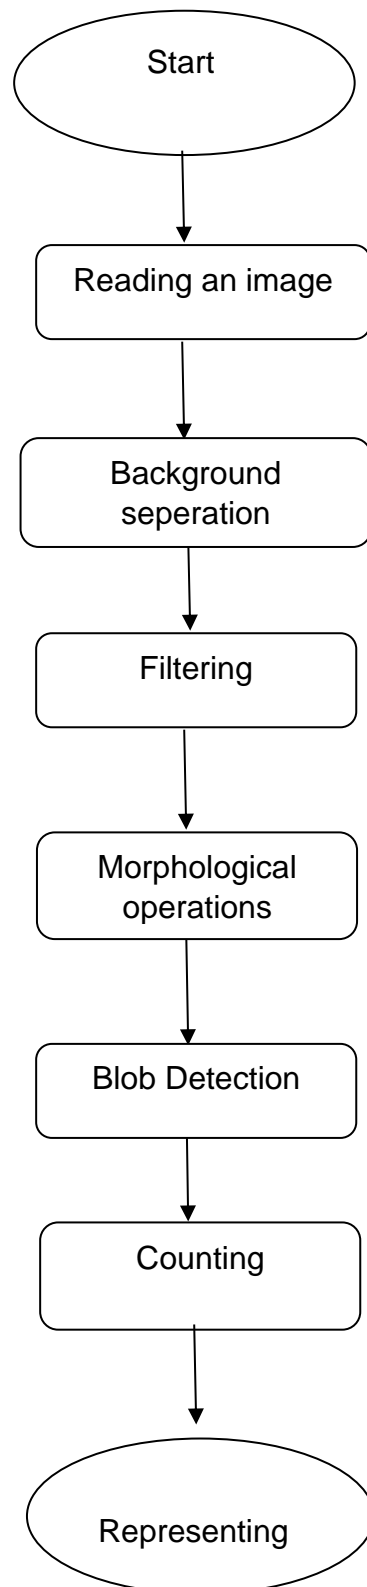 Start
Reading an image
Background
seperation
Filtering
Morphological
operations
Blob Detection
Counting
Representing